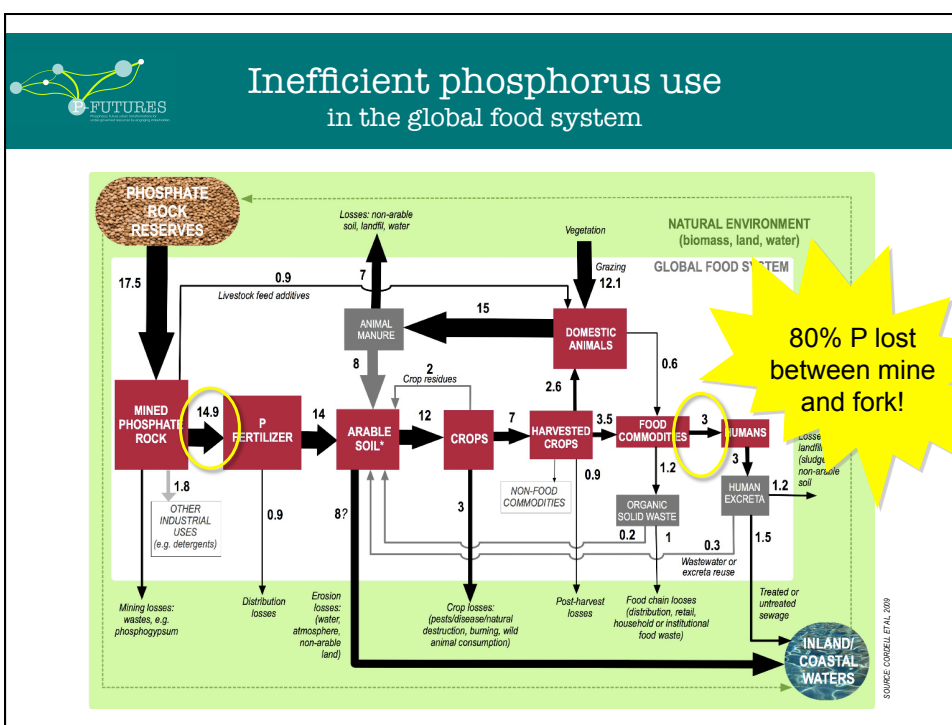 P-FUTURES
Inefficient phosphorus use
in the global food system
PHOSPHATE
ROCK
RESERVES
Losses: non-arable
soil, landfil, water
Vegetation
NATURAL ENVIRONMENT
(biomass, land, water)
GLOBAL FOOD SYSTEM
17.5
0.9
Livestock feed additives
7
Grazing
12.1
ANIMAL
MANURE
15
DOMESTIC
ANIMALS
80% P lost
between mine
and fork!
8
2
Crop residues
2.6
0.6
MINED
PHOSPHATE
ROCK
14.9
P
FERTILIZER
14
ARABLE
SOIL*
12
CROPS
7
HARVESTED
CROPS
3.5
FOOD
COMMODITIES
3
HUMANS
1.8
OTHER
INDUSTRIAL
USES
(e.g. detergents)
0.9
8?
3
NON-FOOD
COMMODITIES
0.9
1.2
ORGANIC
SOLID WASTE
0.2
1
3
HUMAN
EXCRETA
1.2
landfill
(sludge
non-arable
soil
0.3
1.5
Wastewater or
excreta reuse
Mining losses:
wastes, e.g.
phosphogypsum
Distribution
losses
Erosion
losses:
(water,
atmosphere,
non-arable
land)
Crop losses:
(pests/disease/natural
destruction, burning, wild
animal consumption)
Post-harvest
losses
Food chain looses
(distribution, retail,
household or institutional
food waste)
Treated or
untreated
sewage
INLAND/
COASTAL
WATERS
SOURCE: CORDELL ET AL 2009